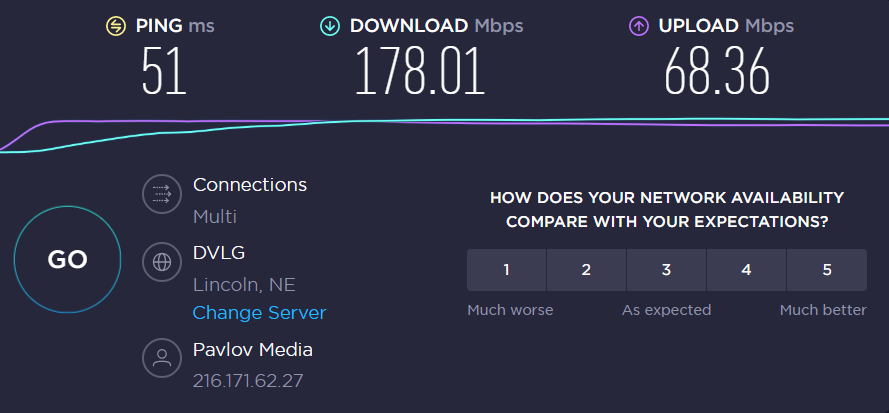 PING ms
DOWNLOAD Mbps
UPLOAD Mbps
51
178.01
68.36
GO
Connections
Multi
DVLG
Lincoln, NE
Change Server
Pavlov Media
216.171.62.27
HOW DOES YOUR NETWORK AVAILABILITY
COMPARE WITH YOUR EXPECTATIONS?
1 2 3 4 5
Much worse As expected Much better